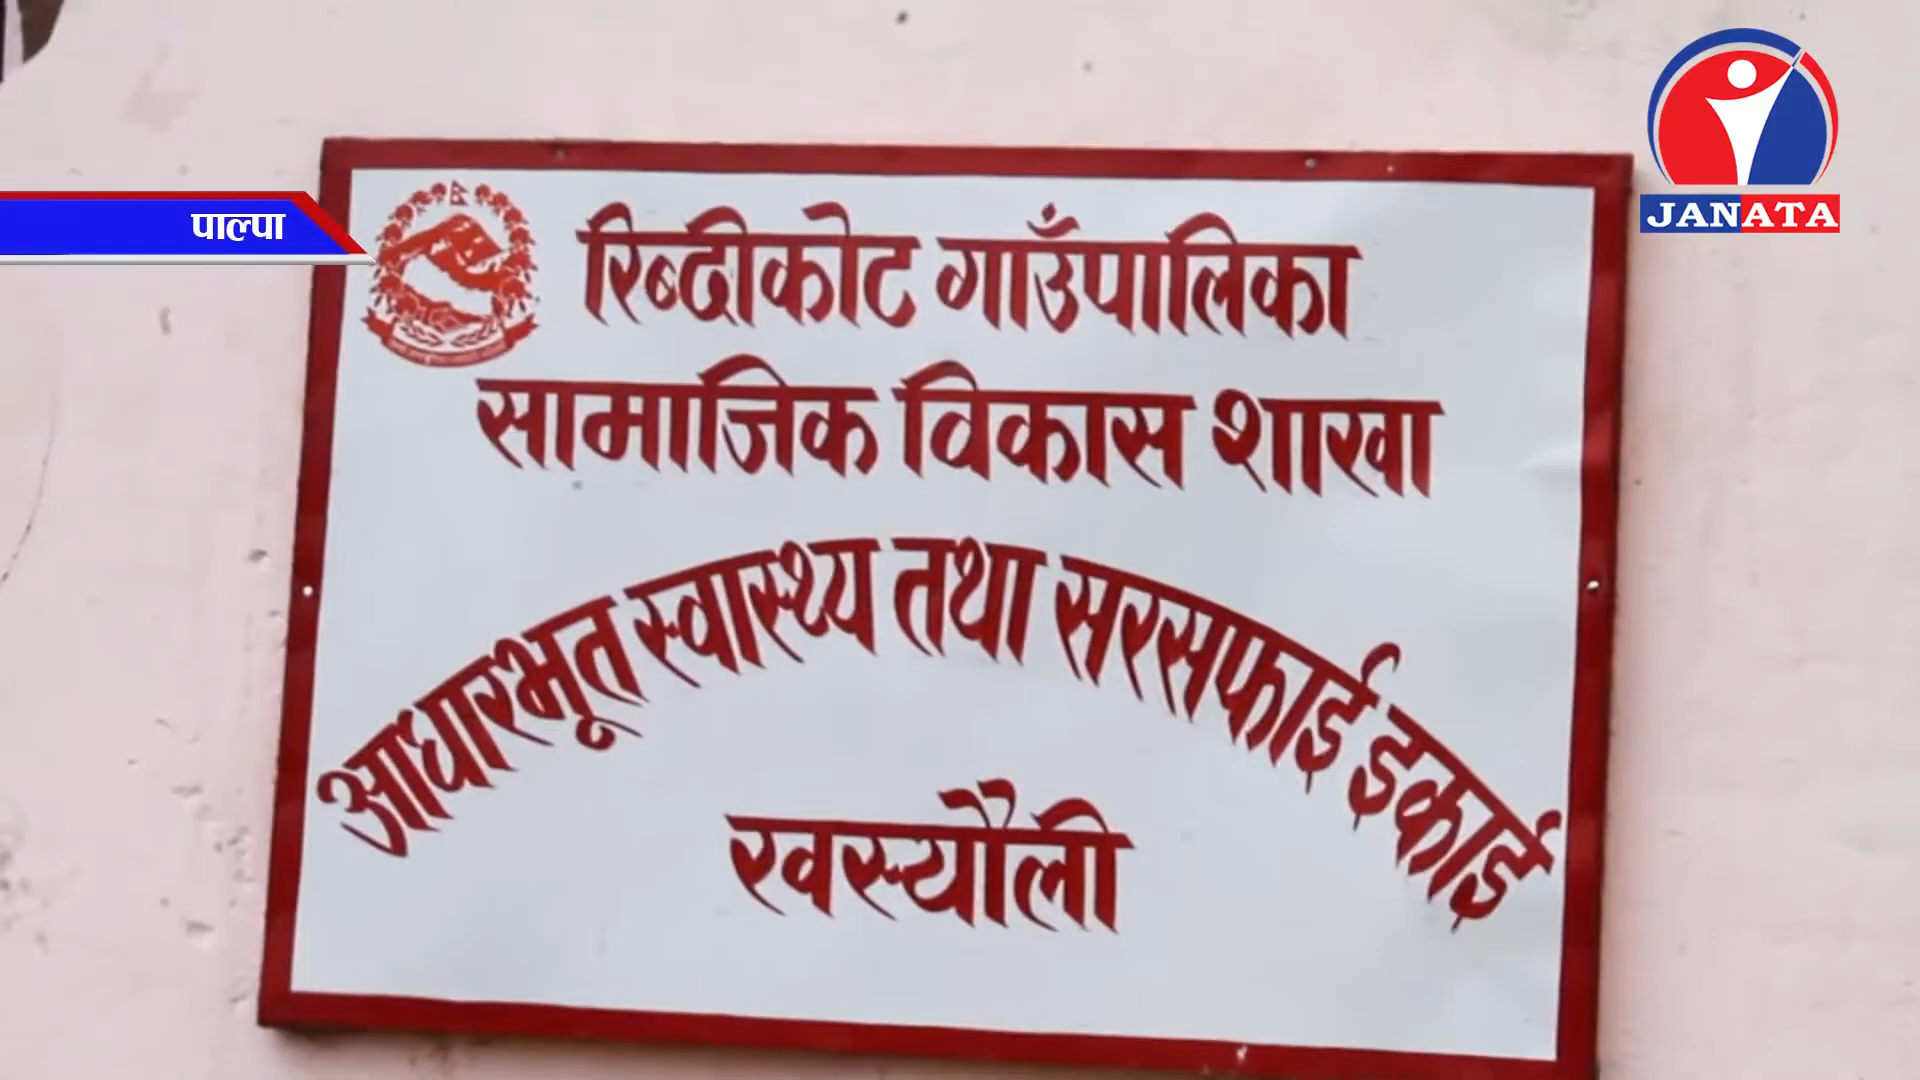 पाल्पा
JANATA
रिब्दीकोट गाउँपालिका
सामाजिक विकास शाखा
आधारभूत स्वास्थ्य तथा सरसफाई इकाई
खस्यौली